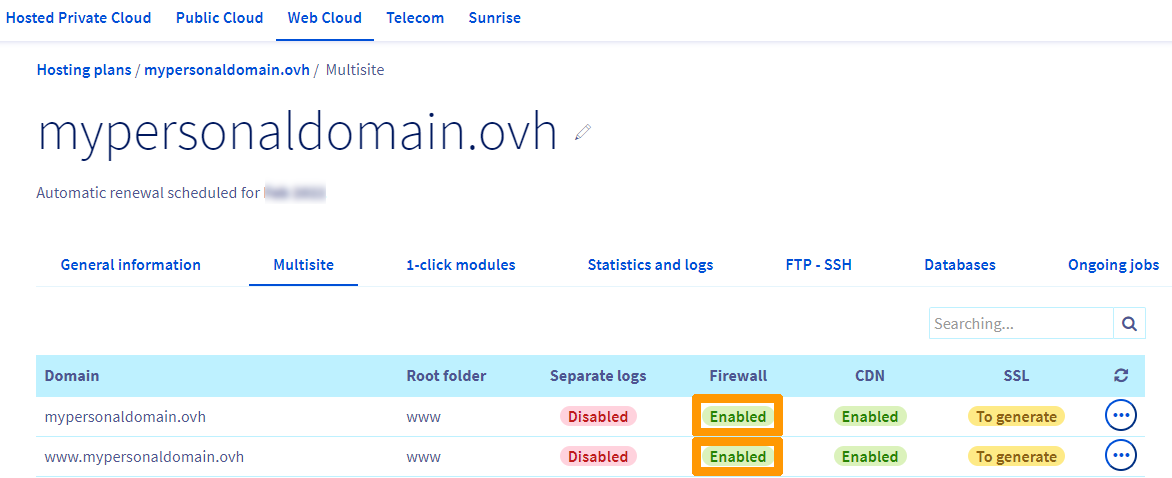 Hosted Private Cloud Public Cloud Web Cloud Telecom Sunrise
Hosting plans / mypersonaldomain.ovh / Multisite
mypersonaldomain.ovh
Automatic renewal scheduled for
General information Multisite 1-click modules Statistics and logs FTP - SSH Databases Ongoing jobs
Searching...
Domain Root folder Separate logs Firewall CDN SSL
mypersonaldomain.ovh www Disabled Enabled Enabled To generate
www.mypersonaldomain.ovh www Disabled Enabled Enabled To generate